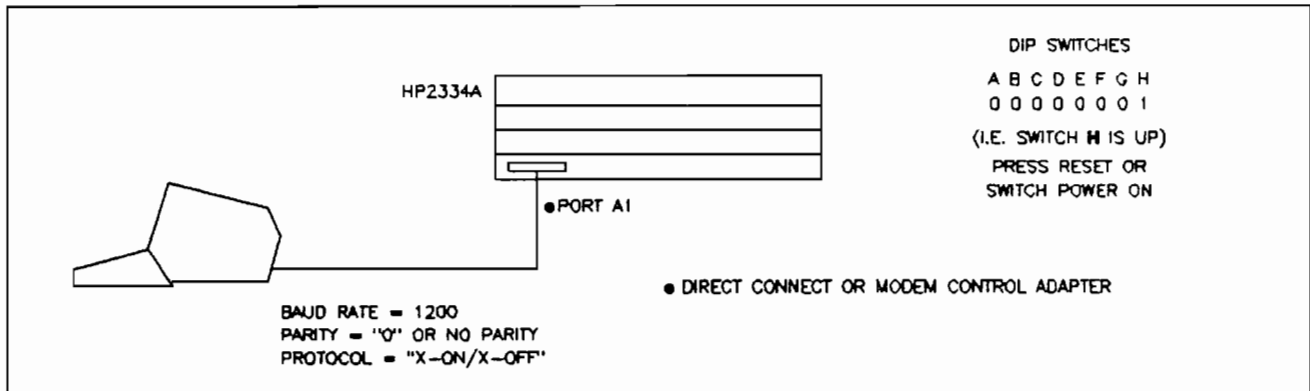 DIP SWITCHES
A B C D E F G H
0 0 0 0 0 0 0 1
(I.E. SWITCH H IS UP)
PRESS RESET OR
SWITCH POWER ON
HP2334A
●PORT A1
● DIRECT CONNECT OR MODEM CONTROL ADAPTER
BAUD RATE = 1200
PARITY = "0" OR NO PARITY
PROTOCOL = "X-ON/X-OFF"